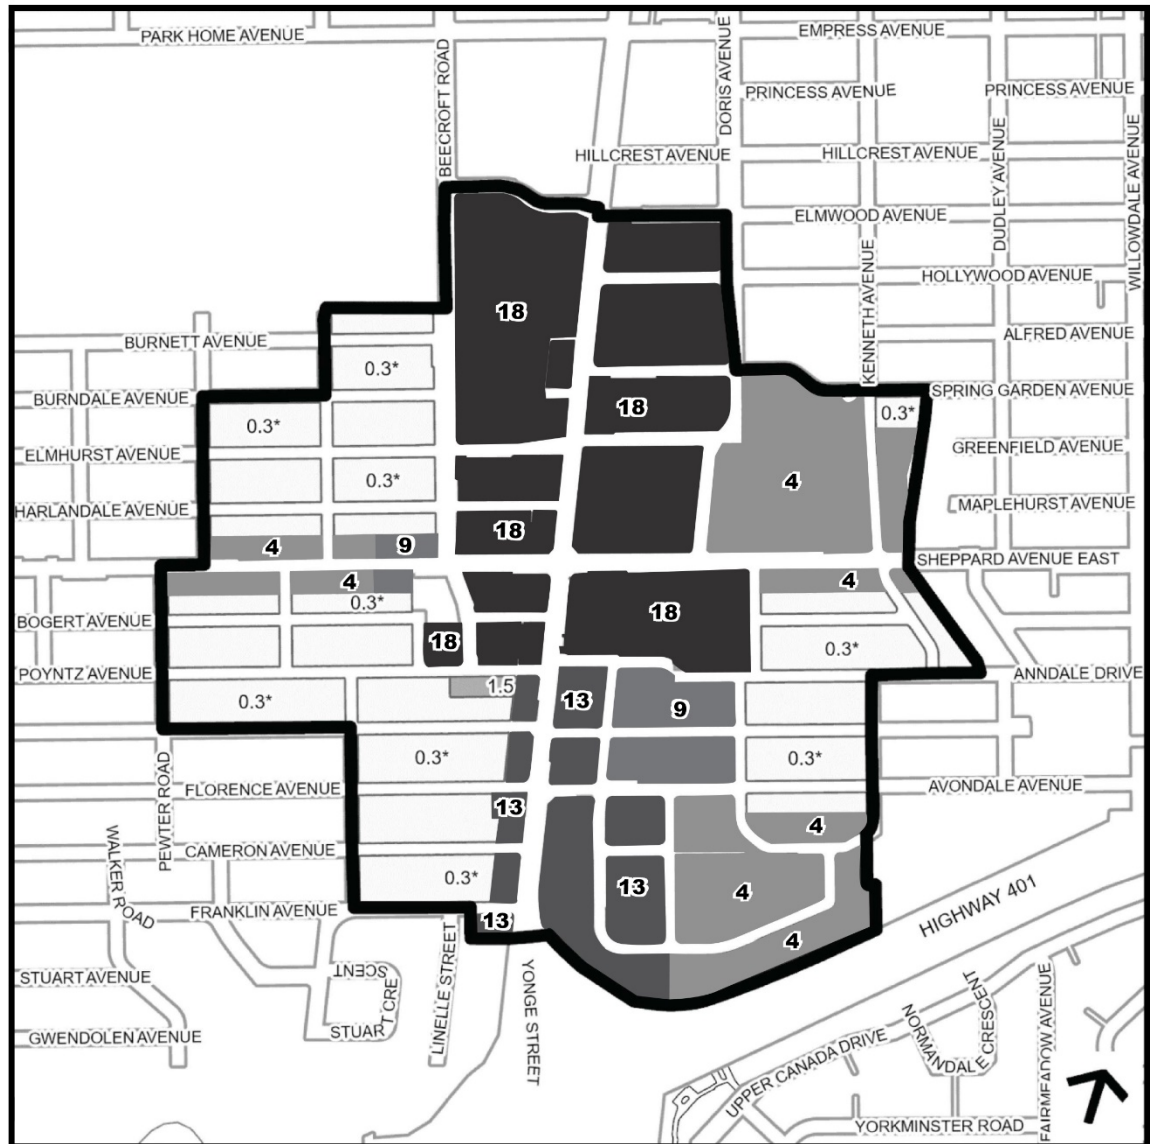 PARK HOME AVENUE
EMPRESS AVENUE
BEECROFT ROAD
DORIS AVENUE
PRINCESS AVENUE
PRINCESS AVENUE
HILLCREST AVENUE
HILLCREST AVENUE
DUDLEY AVENUE
WILLOWDALE AVENUE
ELMWOOD AVENUE
KENNETH AVENUE
HOLLYWOOD AVENUE
18
BURNETT AVENUE
ALFRED AVENUE
0.3*
BURNDALE AVENUE
SPRING GARDEN AVENUE
18
0.3*
0.3*
ELMHURST AVENUE
GREENFIELD AVENUE
0.3*
4
HARLANDALE AVENUE
MAPLEHURST AVENUE
18
4
9
SHEPPARD AVENUE EAST
4
4
0.3*
BOGERT AVENUE
18
18
0.3*
POYNTZ AVENUE
ANNDALE DRIVE
1.5
0.3*
13
9
0.3*
0.3*
PEWTER ROAD
FLORENCE AVENUE
AVONDALE AVENUE
13
4
WALKER ROAD
CAMERON AVENUE
0.3*
13
4
FRANKLIN AVENUE
13
HIGHWAY 401
4
LINELLE STREET
YONGE STREET
STUART AVENUE
STUART CRESCENT
GWENDOLEN AVENUE
UPPER CANADA DRIVE
NORMANDALE CRESCENT
FAIRMEADOW AVENUE
YORKMINSTER ROAD